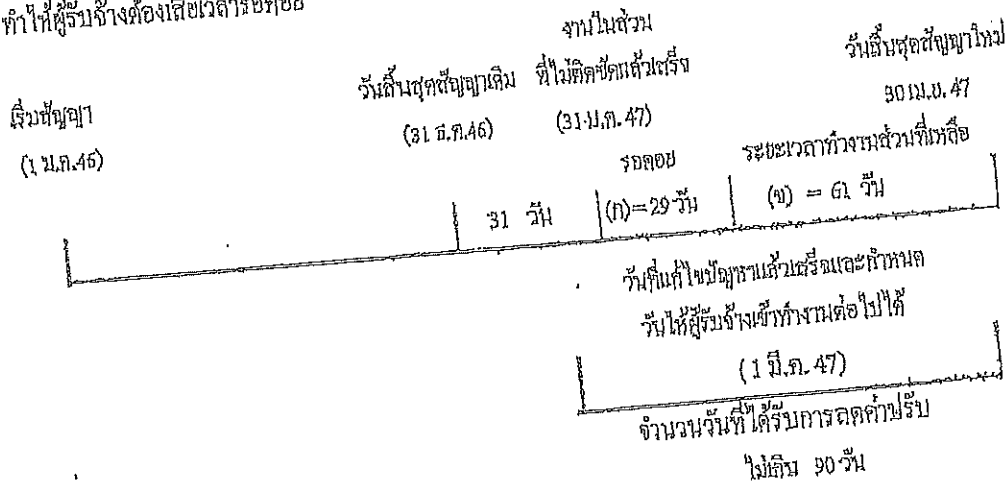 ทำให้ผู้รับจ้างต้องเสียเวลารอคอย
งานในส่วน
วันสิ้นสุดสัญญาเดิม ที่ไม่ติดขัดแล้วเสร็จ วันสิ้นสุดสัญญาใหม่
เริ่มสัญญา (31 ธ.ค.46) (31 ม.ค. 47) 30 เม.ย. 47
(1 ม.ค.46) รอคอย ระยะเวลาทำงานส่วนที่เหลือ
31 วัน (ก)=29 วัน (ข) = 61 วัน
วันที่แก้ไขปัญหาแล้วเสร็จและกำหนด
วันให้ผู้รับจ้างเข้าทำงานต่อไปได้
(1 มี.ค. 47)
จำนวนวันที่ได้รับการลดค่าปรับ
ไม่เกิน 90 วัน